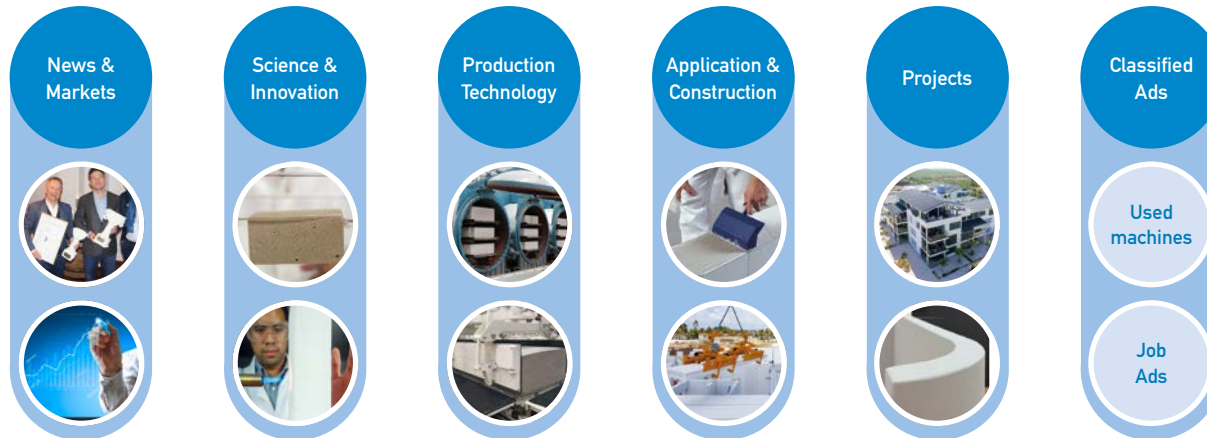 News &
Markets
Science &
Innovation
Production
Technology
Application &
Construction
Projects
Classified
Ads
Used
machines
Job
Ads